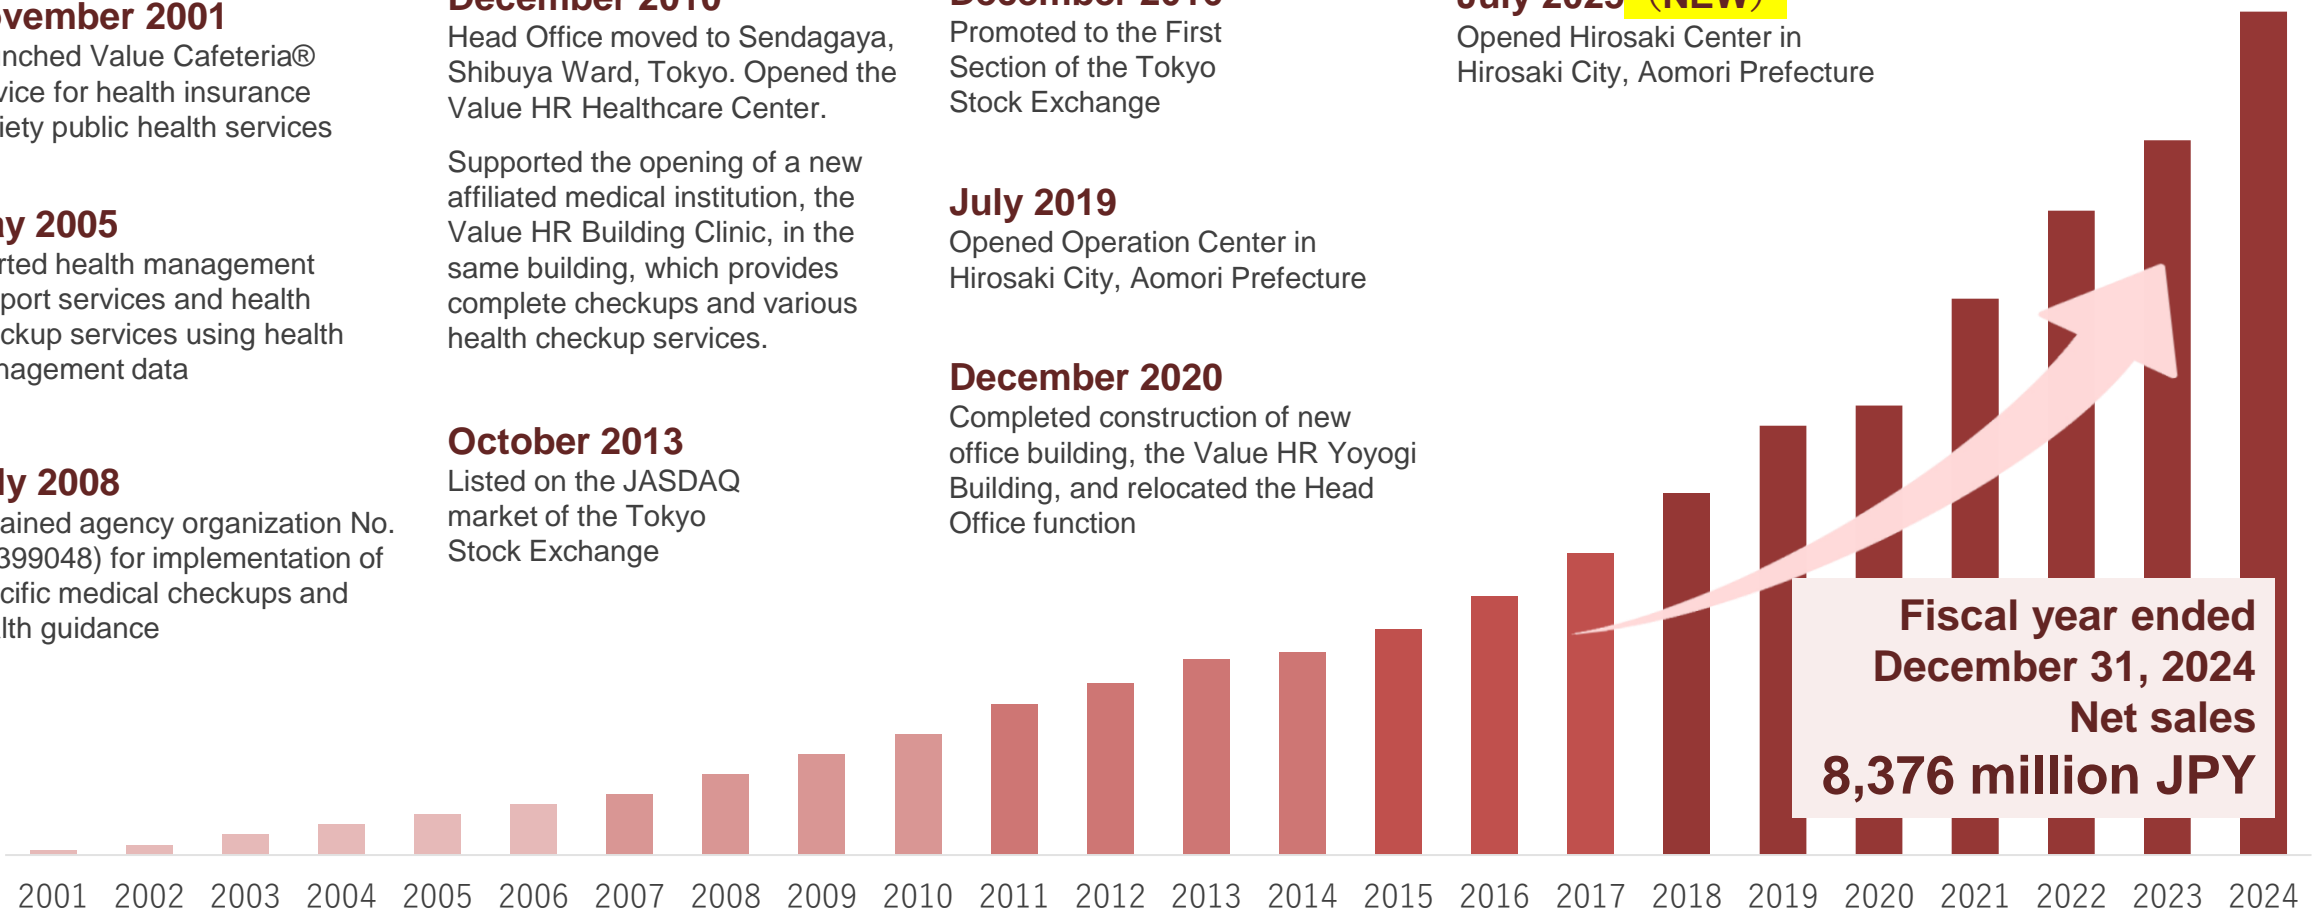 vember 2001
nched Value Cafeteria®
vice for health insurance
iety public health services
ay 2005
rted health management
port services and health
ckup services using health
nagement data
ly 2008
ained agency organization No.
399048) for implementation of
cific medical checkups and
lth guidance
December 2010
Head Office moved to Sendagaya,
Shibuya Ward, Tokyo. Opened the
Value HR Healthcare Center.
Supported the opening of a new
affiliated medical institution, the
Value HR Building Clinic, in the
same building, which provides
complete checkups and various
health checkup services.
October 2013
Listed on the JASDAQ
market of the Tokyo
Stock Exchange
December 2016
Promoted to the First
Section of the Tokyo
Stock Exchange
July 2019
Opened Operation Center in
Hirosaki City, Aomori Prefecture
December 2020
Completed construction of new
office building, the Value HR Yoyogi
Building, and relocated the Head
Office function
July 2025 （NEW）
Opened Hirosaki Center in
Hirosaki City, Aomori Prefecture
Fiscal year ended
December 31, 2024
Net sales
8,376 million JPY
2001 2002 2003 2004 2005 2006 2007 2008 2009 2010 2011 2012 2013 2014 2015 2016 2017 2018 2019 2020 2021 2022 2023 2024